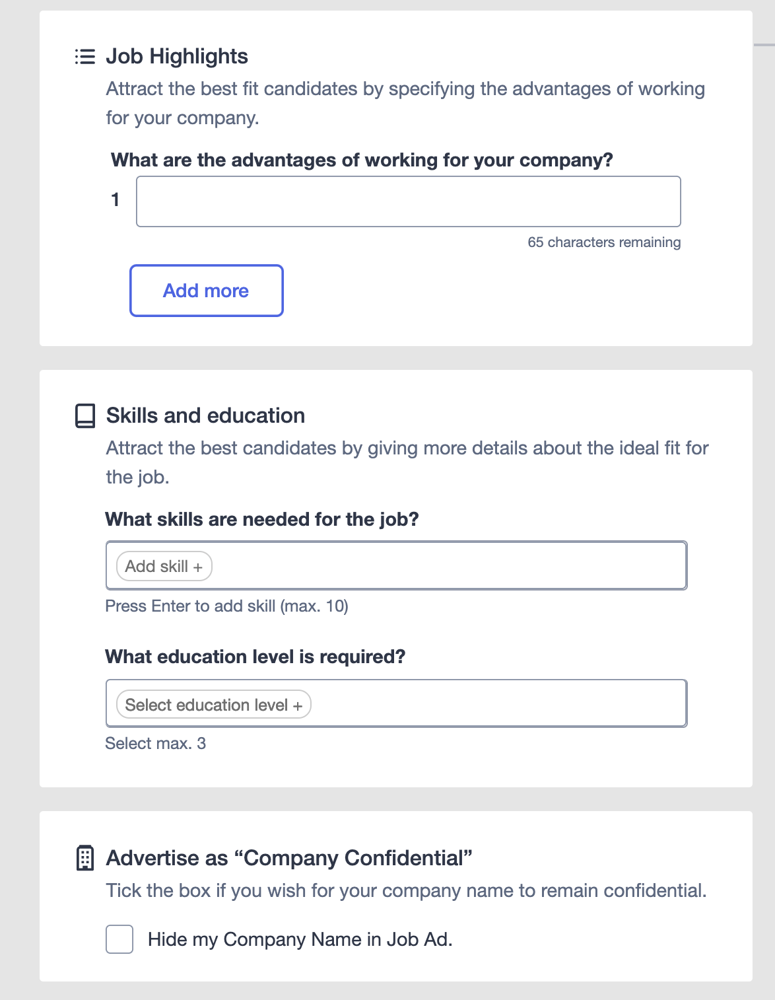 Job Highlights
Attract the best fit candidates by specifying the advantages of working
for your company.
What are the advantages of working for your company?
1
65 characters remaining
Add more
Skills and education
Attract the best candidates by giving more details about the ideal fit for
the job.
What skills are needed for the job?
Add skill +
Press Enter to add skill (max. 10)
What education level is required?
Select education level +
Select max. 3
Advertise as “Company Confidential”
Tick the box if you wish for your company name to remain confidential.
Hide my Company Name in Job Ad.